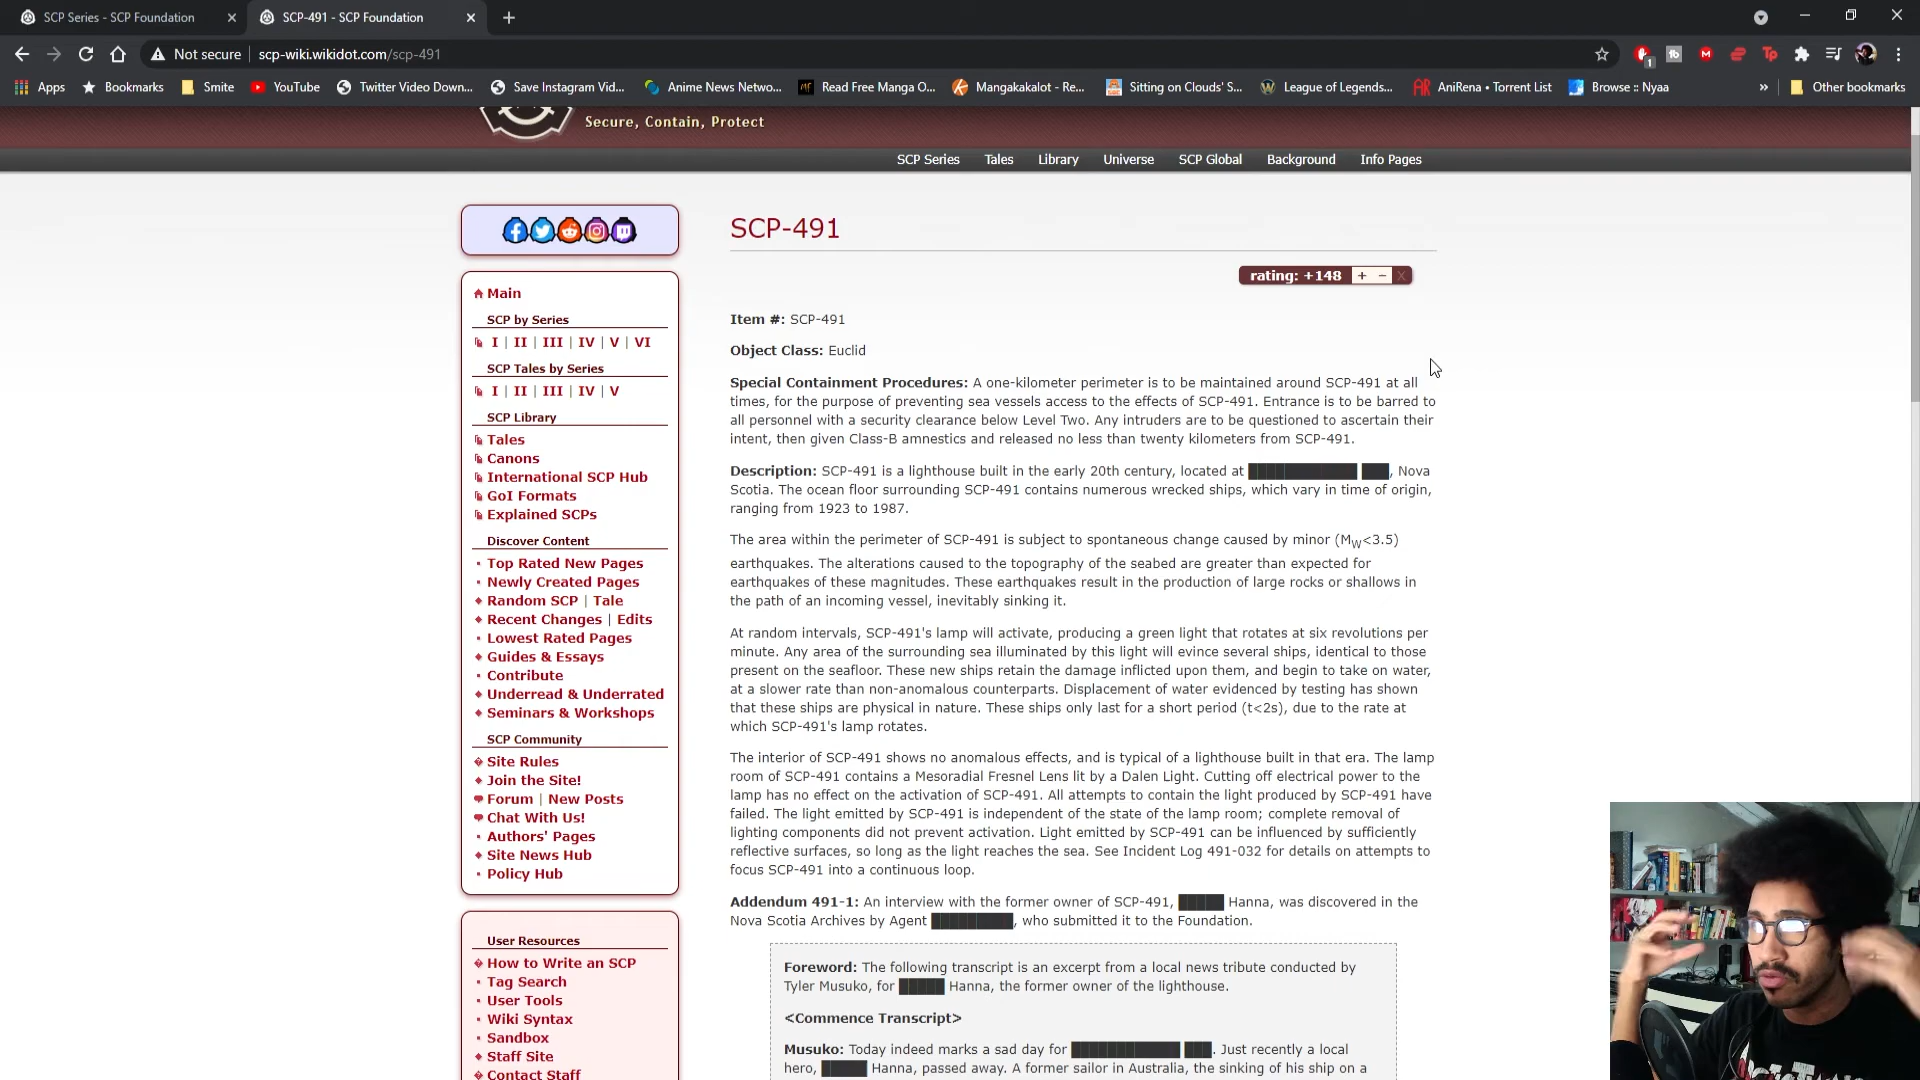 SCP Series - SCP Foundation
SCP-491 - SCP Foundation
Not secure
scp-wiki.wikidot.com/scp-491
1
Apps
Bookmarks
Smite
YouTube
Twitter Video Down...
Save Instagram Vid...
Anime News Netwo...
Read Free Manga O...
Mangakakalot - Re...
Sitting on Clouds' S...
League of Legends...
AniRena • Torrent List
Browse :: Nyaa
»
Other bookmarks
Secure, Contain, Protect
SCP Series
Tales
Library
Universe
SCP Global
Background
Info Pages
Main
SCP by Series
I | II | III | IV | V | VI
SCP Tales by Series
I | II | III | IV | V
SCP Library
Tales
Canons
International SCP Hub
GoI Formats
Explained SCPs
Discover Content
Top Rated New Pages
Newly Created Pages
Random SCP | Tale
Recent Changes | Edits
Lowest Rated Pages
Guides & Essays
Contribute
Underread & Underrated
Seminars & Workshops
SCP Community
Site Rules
Join the Site!
Forum | New Posts
Chat With Us!
Authors' Pages
Site News Hub
Policy Hub
User Resources
How to Write an SCP
Tag Search
User Tools
Wiki Syntax
Sandbox
Staff Site
Contact Staff
SCP-491
rating: +148 + − X
Item #: SCP-491
Object Class: Euclid
Special Containment Procedures: A one-kilometer perimeter is to be maintained around SCP-491 at all
times, for the purpose of preventing sea vessels access to the effects of SCP-491. Entrance is to be barred to
all personnel with a security clearance below Level Two. Any intruders are to be questioned to ascertain their
intent, then given Class-B amnestics and released no less than twenty kilometers from SCP-491.
Description: SCP-491 is a lighthouse built in the early 20th century, located at ████████████ ███, Nova
Scotia. The ocean floor surrounding SCP-491 contains numerous wrecked ships, which vary in time of origin,
ranging from 1923 to 1987.
The area within the perimeter of SCP-491 is subject to spontaneous change caused by minor (MW<3.5)
earthquakes. The alterations caused to the topography of the seabed are greater than expected for
earthquakes of these magnitudes. These earthquakes result in the production of large rocks or shallows in
the path of an incoming vessel, inevitably sinking it.
At random intervals, SCP-491's lamp will activate, producing a green light that rotates at six revolutions per
minute. Any area of the surrounding sea illuminated by this light will evince several ships, identical to those
present on the seafloor. These new ships retain the damage inflicted upon them, and begin to take on water,
at a slower rate than non-anomalous counterparts. Displacement of water evidenced by testing has shown
that these ships are physical in nature. These ships only last for a short period (t<2s), due to the rate at
which SCP-491's lamp rotates.
The interior of SCP-491 shows no anomalous effects, and is typical of a lighthouse built in that era. The lamp
room of SCP-491 contains a Mesoradial Fresnel Lens lit by a Dalen Light. Cutting off electrical power to the
lamp has no effect on the activation of SCP-491. All attempts to contain the light produced by SCP-491 have
failed. The light emitted by SCP-491 is independent of the state of the lamp room; complete removal of
lighting components did not prevent activation. Light emitted by SCP-491 can be influenced by sufficiently
reflective surfaces, so long as the light reaches the sea. See Incident Log 491-032 for details on attempts to
focus SCP-491 into a continuous loop.
Addendum 491-1: An interview with the former owner of SCP-491, █████ Hanna, was discovered in the
Nova Scotia Archives by Agent █████████, who submitted it to the Foundation.
Foreword: The following transcript is an excerpt from a local news tribute conducted by
Tyler Musuko, for █████ Hanna, the former owner of the lighthouse.
<Commence Transcript>
Musuko: Today indeed marks a sad day for ████████████ ███. Just recently a local
hero, █████ Hanna, passed away. A former sailor in Australia, the sinking of his ship on a